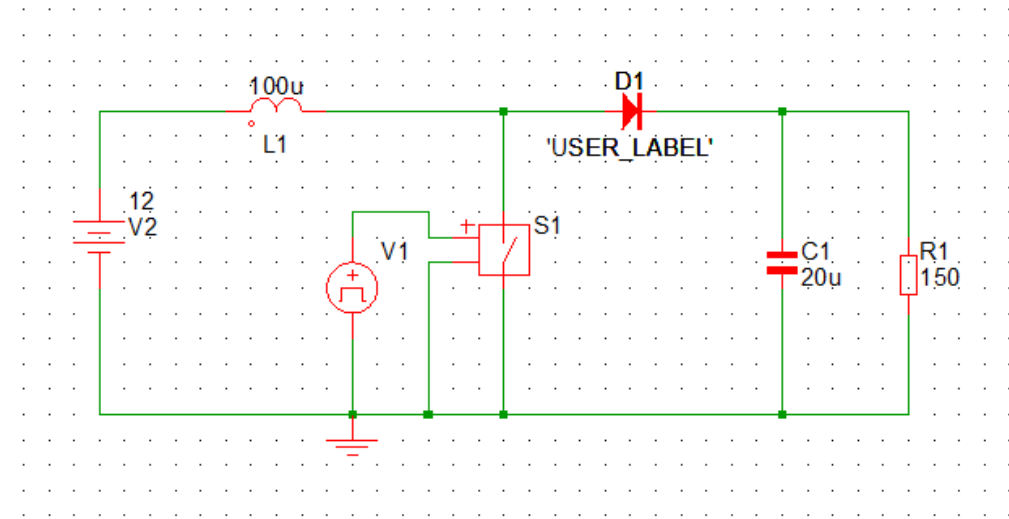 100u
L1
D1
'USER_LABEL'
12
V2
V1
+
+
S1
C1
20u
R1
150